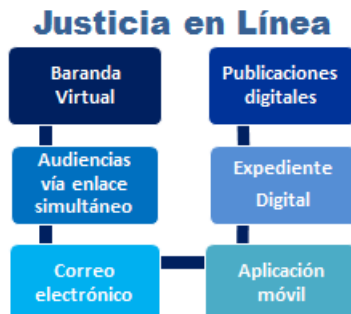 Justicia en Línea
Baranda
Virtual
Publicaciones
digitales
Audiencias
vía enlace
simultáneo
Expediente
Digital
Correo
electrónico
Aplicación
móvil